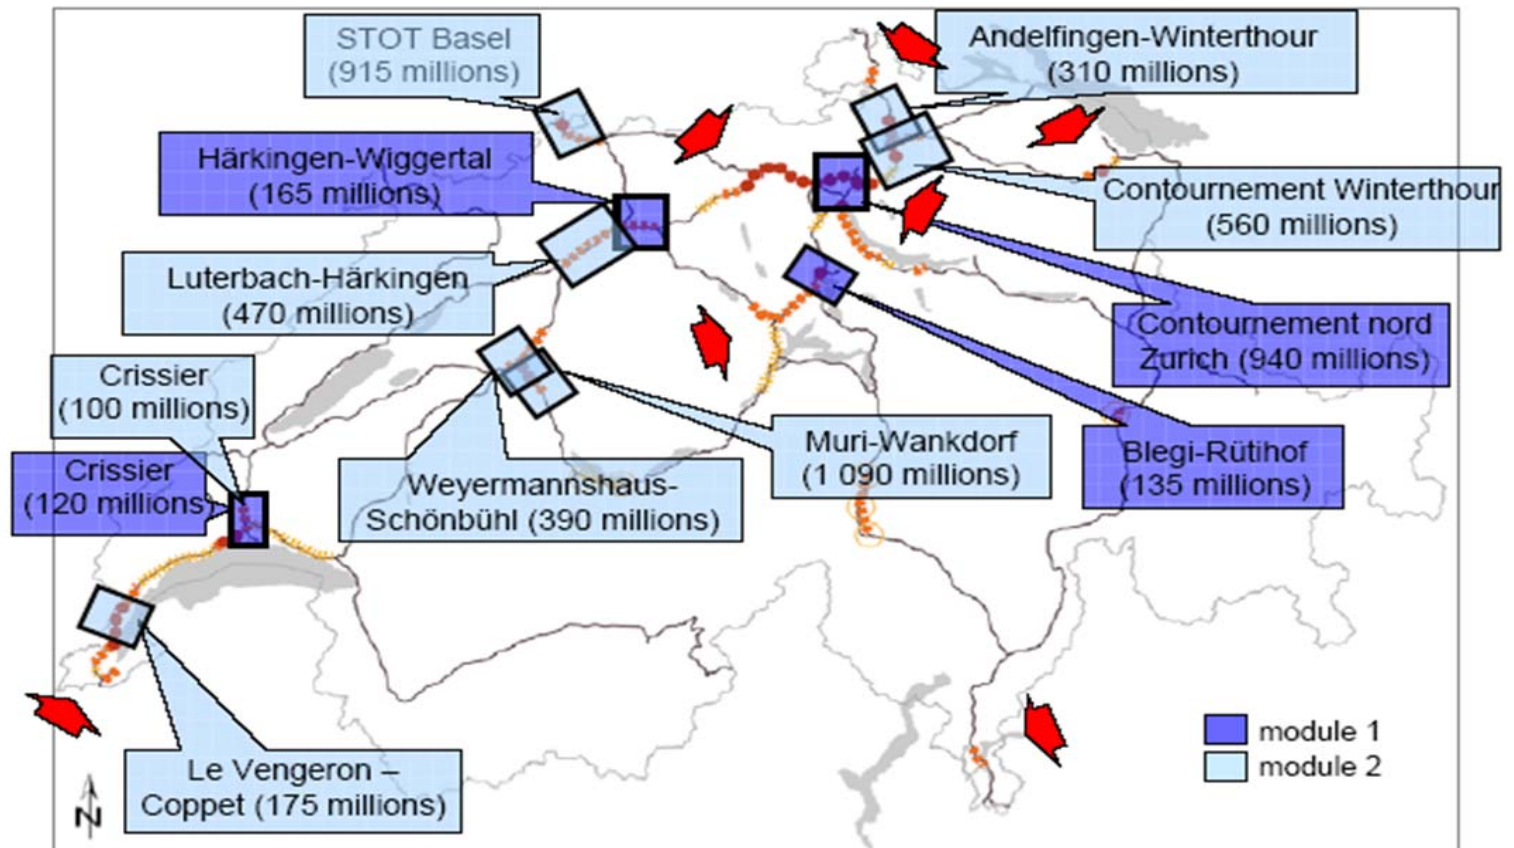 STOT Basel
(915 millions)
Andelfingen-Winterthour
(310 millions)
Härkingen-Wiggertal
(165 millions)
Contournement Winterthour
(560 millions)
Luterbach-Härkingen
(470 millions)
Contournement nord
Zurich (940 millions)
Crissier
(100 millions)
Crissier
(120 millions)
Weyermannshaus-
Schönbühl (390 millions)
Muri-Wankdorf
(1 090 millions)
Blegi-Rütihof
(135 millions)
Le Vengeron –
Coppet (175 millions)
module 1
module 2
N